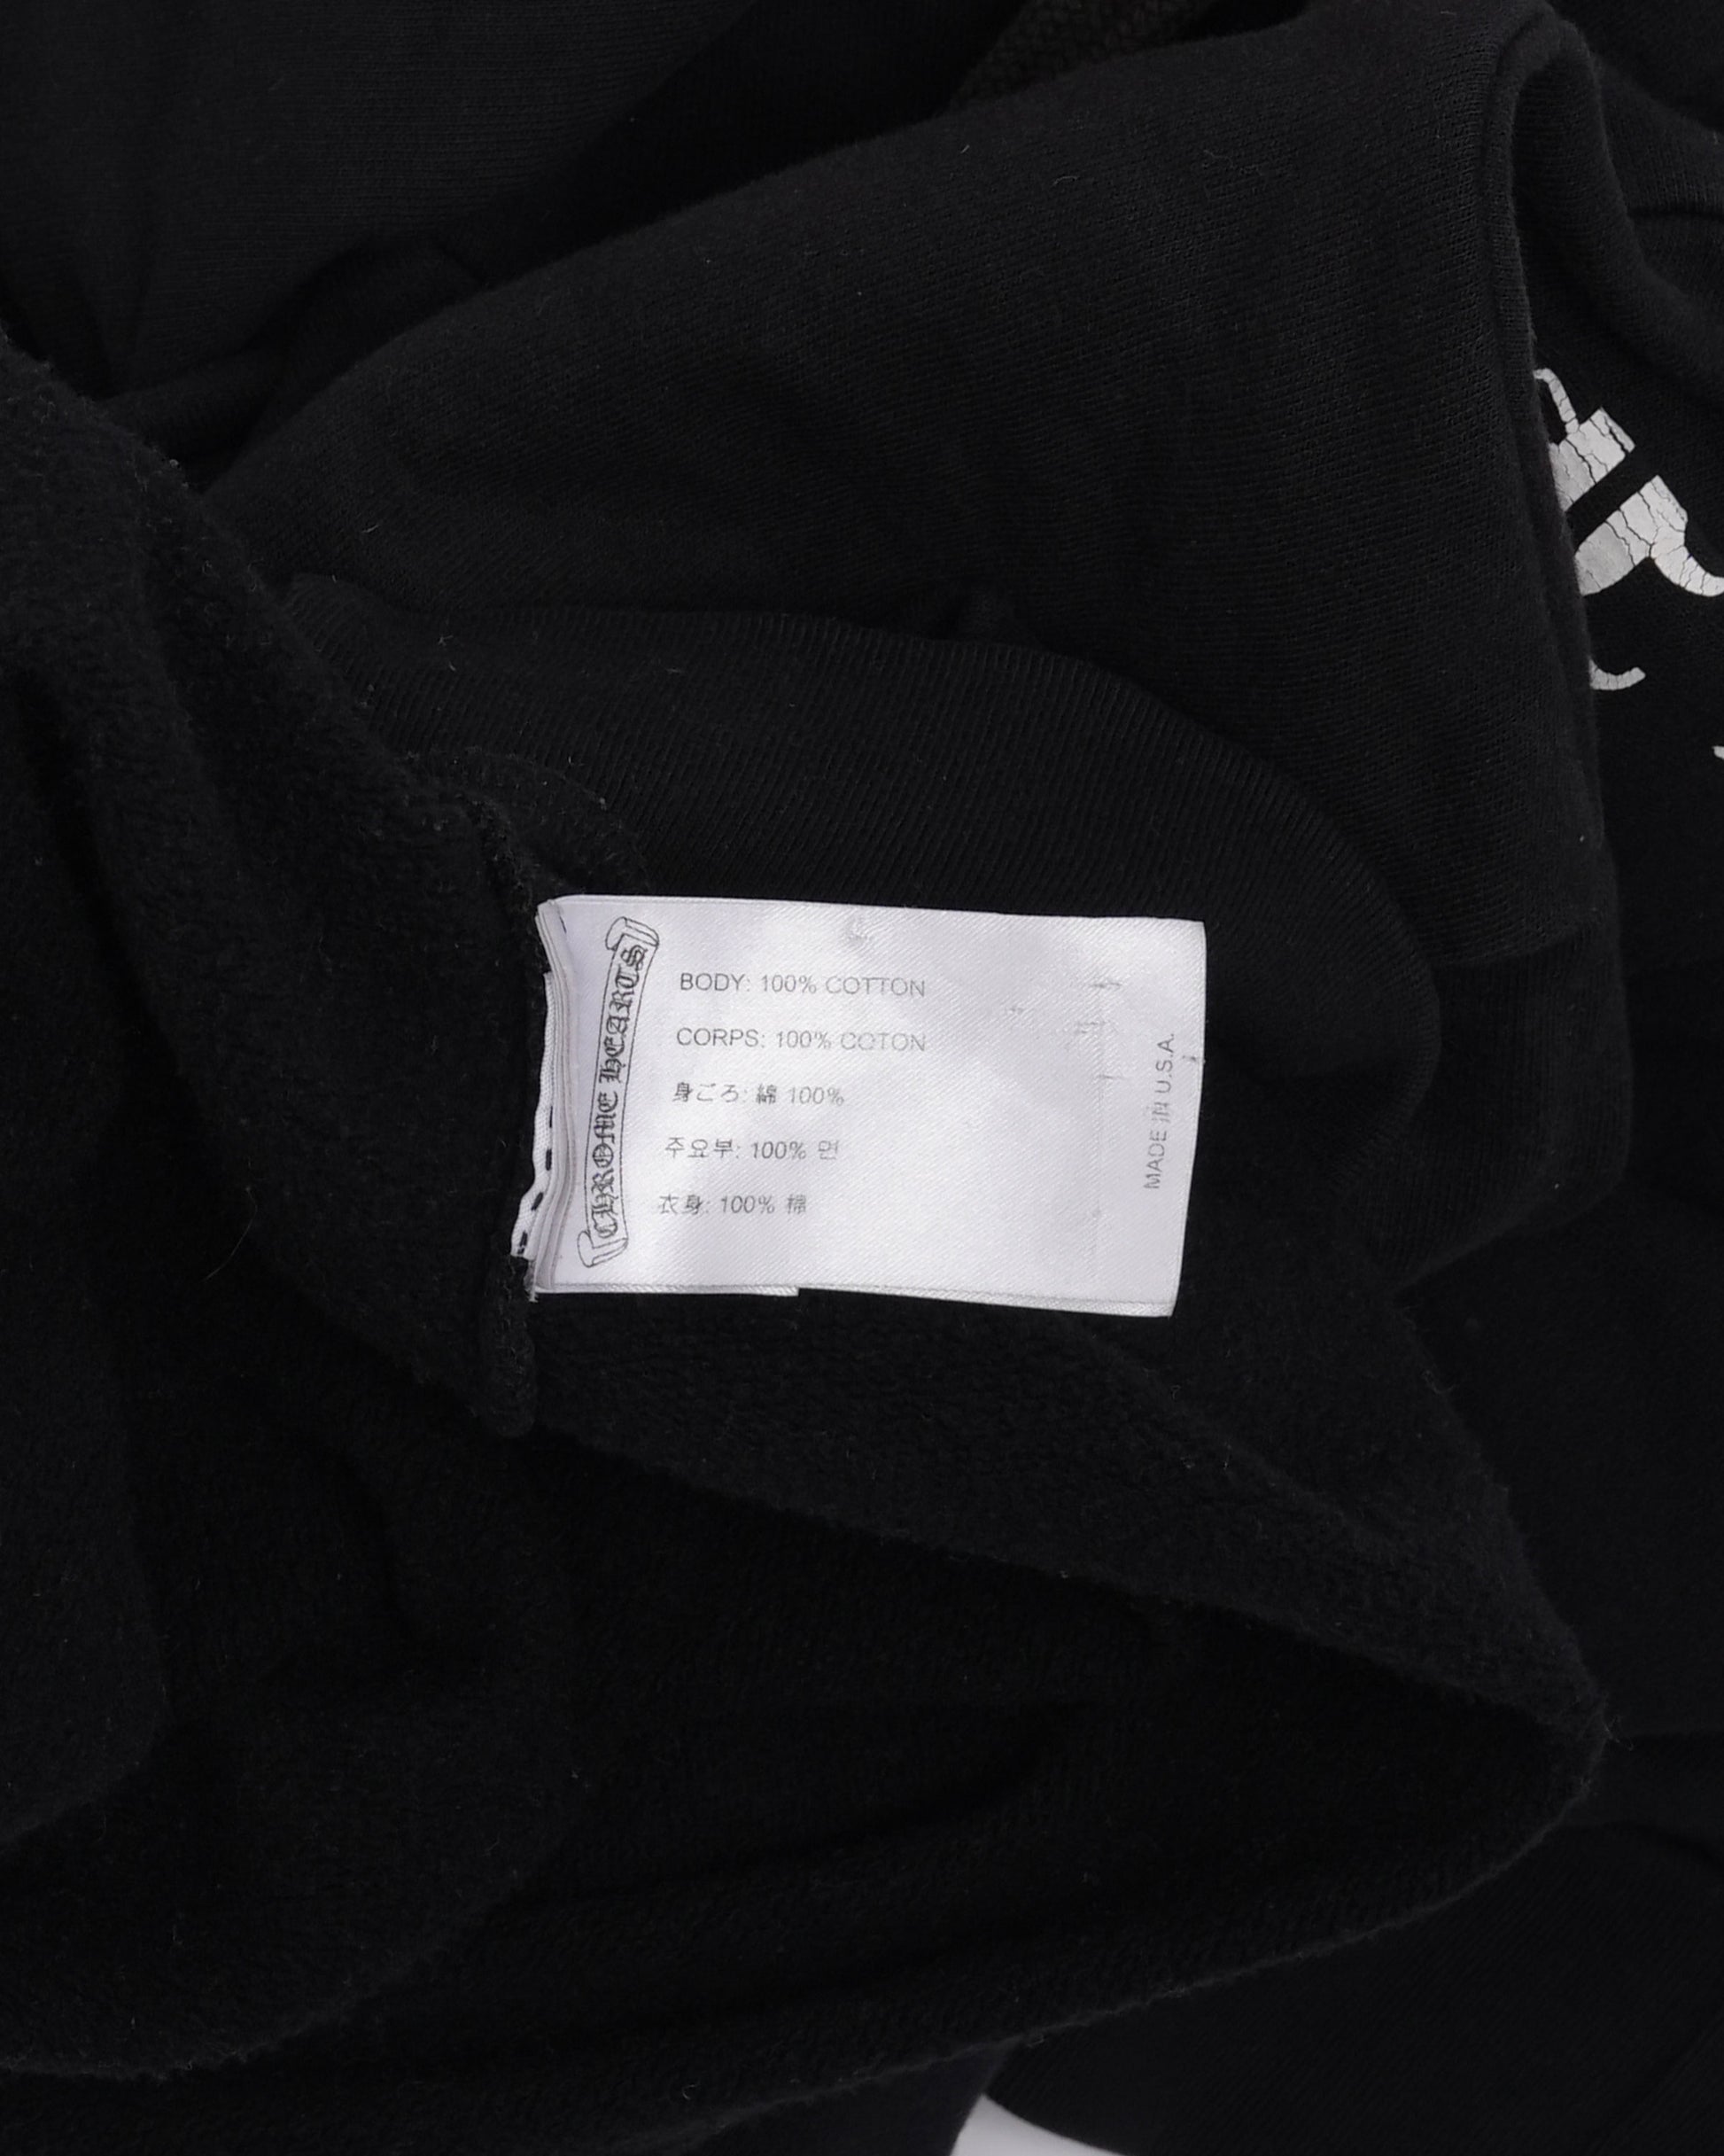 CHROME HEARTS
BODY: 100% COTTON
CORPS: 100% COTON
身ごろ: 綿 100%
주요부: 100% 면
衣身: 100% 棉
MADE IN U.S.A.